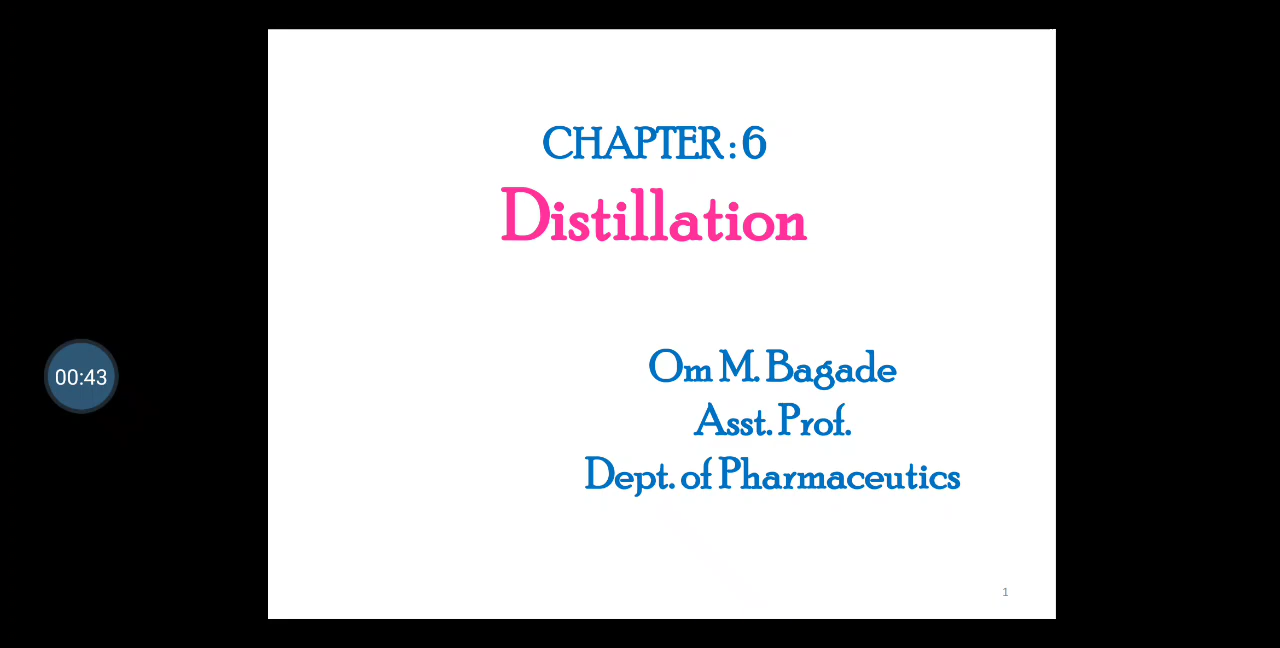 CHAPTER : 6
Distillation
00:43
Om M. Bagade
Asst. Prof.
Dept. of Pharmaceutics
1